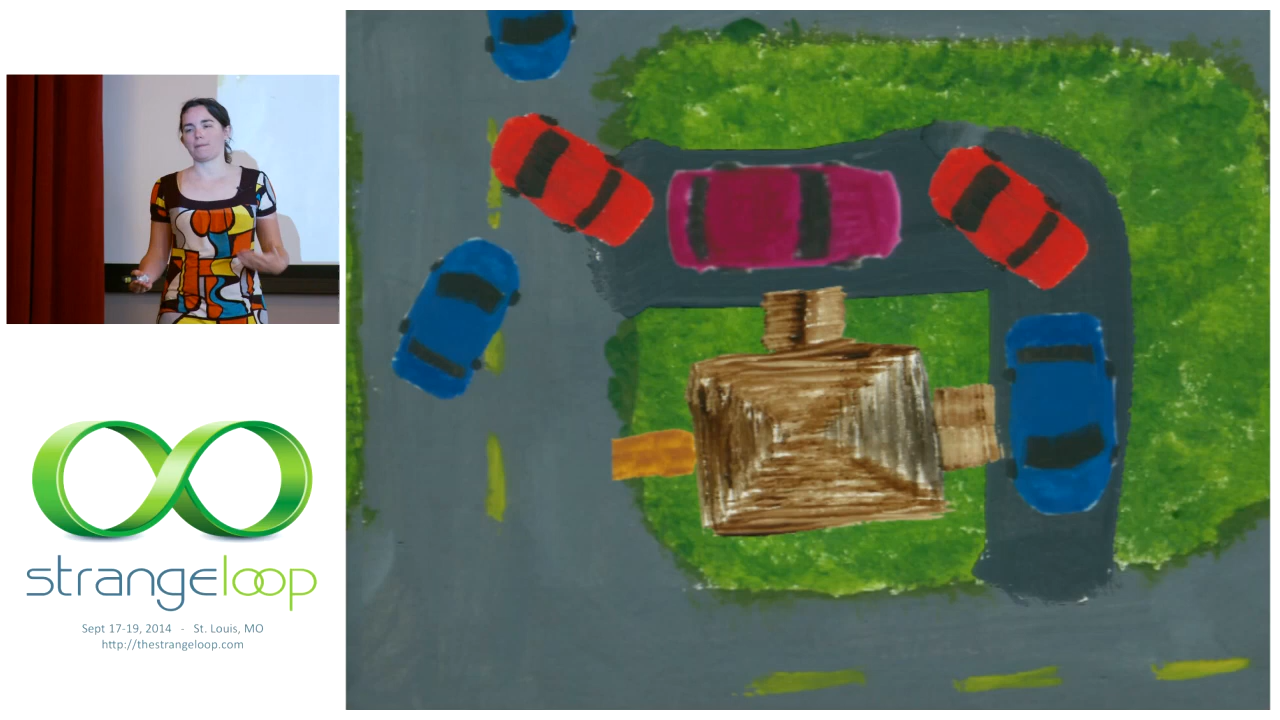 strangeloop
Sept 17-19, 2014 - St. Louis, MO
http://thestrangeloop.com